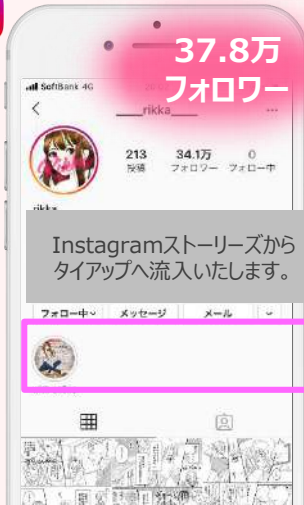 37.8万
フォロワー
SoftBank 4G
__rikka__
213 34.1万 0
投稿 フォロワー フォロー中
rikka
Instagramストーリーズから
タイアップへ流入いたします。
フォロー中 メッセージ メール